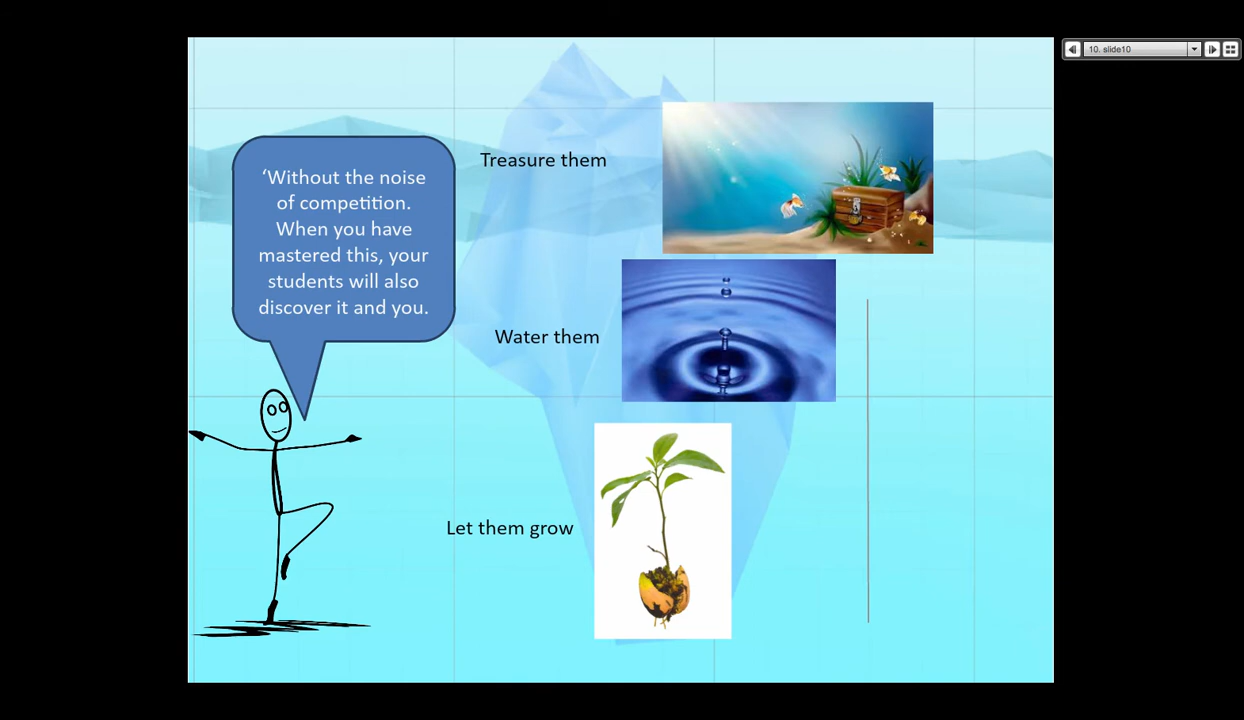 10. slide10
Treasure them
‘Without the noise
of competition.
When you have
mastered this, your
students will also
discover it and you.
Water them
Let them grow